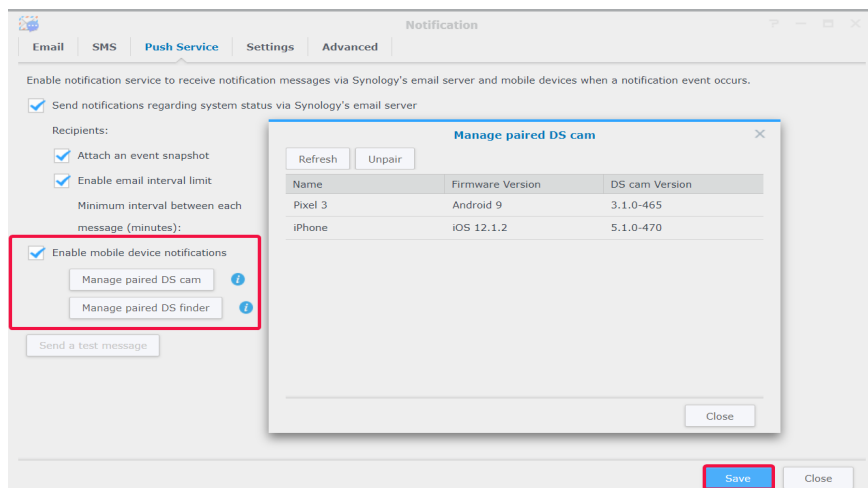 Notification
Email SMS Push Service Settings Advanced
Enable notification service to receive notification messages via Synology's email server and mobile devices when a notification event occurs.
Send notifications regarding system status via Synology's email server
Recipients:
Attach an event snapshot
Enable email interval limit
Minimum interval between each
message (minutes):
Enable mobile device notifications
Manage paired DS cam i
Manage paired DS finder i
Send a test message
Manage paired DS cam
Refresh Unpair
Name Firmware Version DS cam Version
Pixel 3 Android 9 3.1.0-465
iPhone iOS 12.1.2 5.1.0-470
Close
Save Close